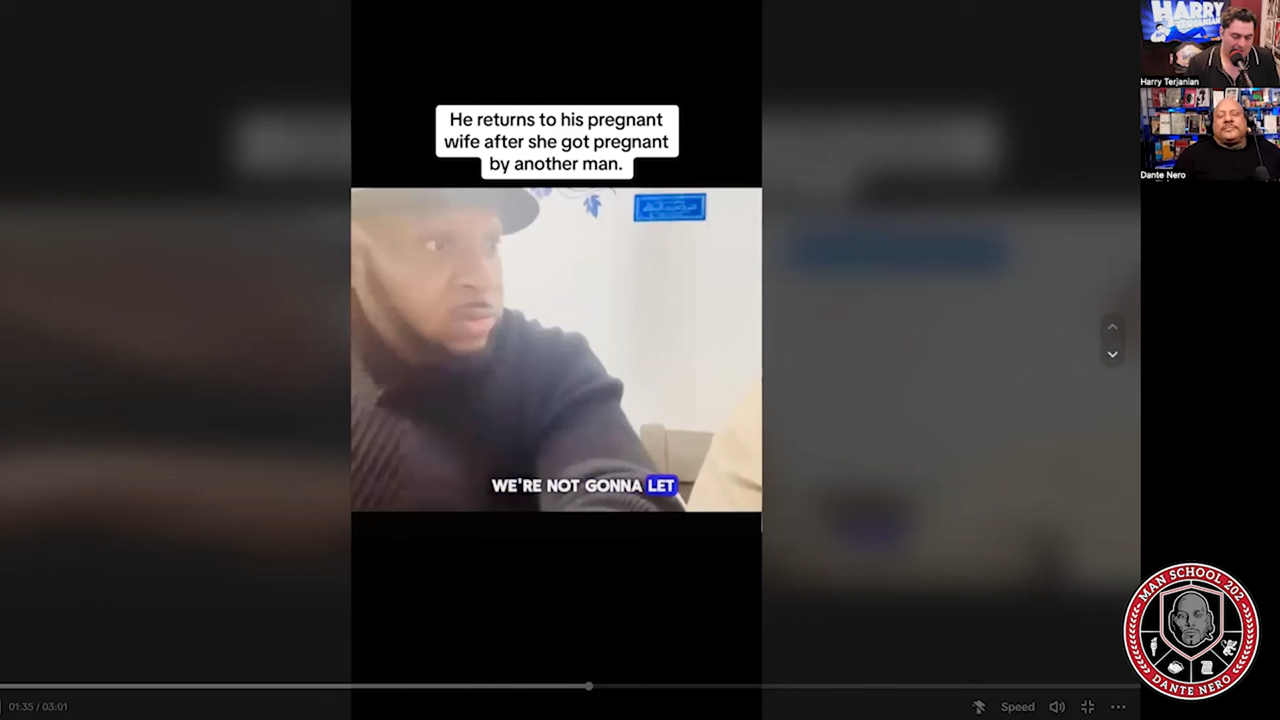 HARRY
TERJANIAN
Harry Terjanian
Dante Nero
He returns to his pregnant
wife after she got pregnant
by another man.
WE'RE NOT GONNA LET
01:35 / 03:01
Speed
MAN SCHOOL 202
DANTE NERO